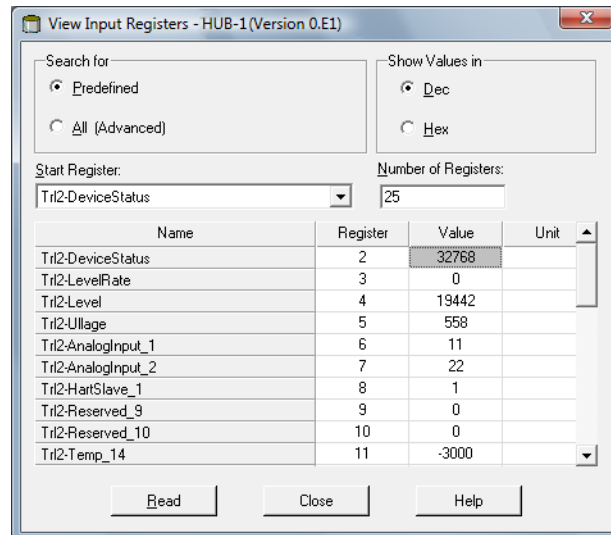 View Input Registers - HUB-1(Version 0.E1)
Search for
Predefined
All (Advanced)
Show Values in
Dec
Hex
Start Register:
Trl2-DeviceStatus
Number of Registers:
25
Name Register Value Unit
Trl2-DeviceStatus 2 32768
Trl2-LevelRate 3 0
Trl2-Level 4 19442
Trl2-Ullage 5 558
Trl2-AnalogInput_1 6 11
Trl2-AnalogInput_2 7 22
Trl2-HartSlave_1 8 1
Trl2-Reserved_9 9 0
Trl2-Reserved_10 10 0
Trl2-Temp_14 11 -3000
Read Close Help